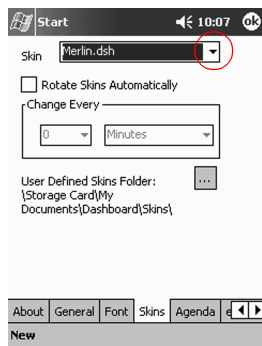 Start 10:07 ok
Skin Merlin.dsh
Rotate Skins Automatically
Change Every
0 Minutes
User Defined Skins Folder: ...
\Storage Card\My
Documents\Dashboard\Skins\
About General Font Skins Agenda e
New